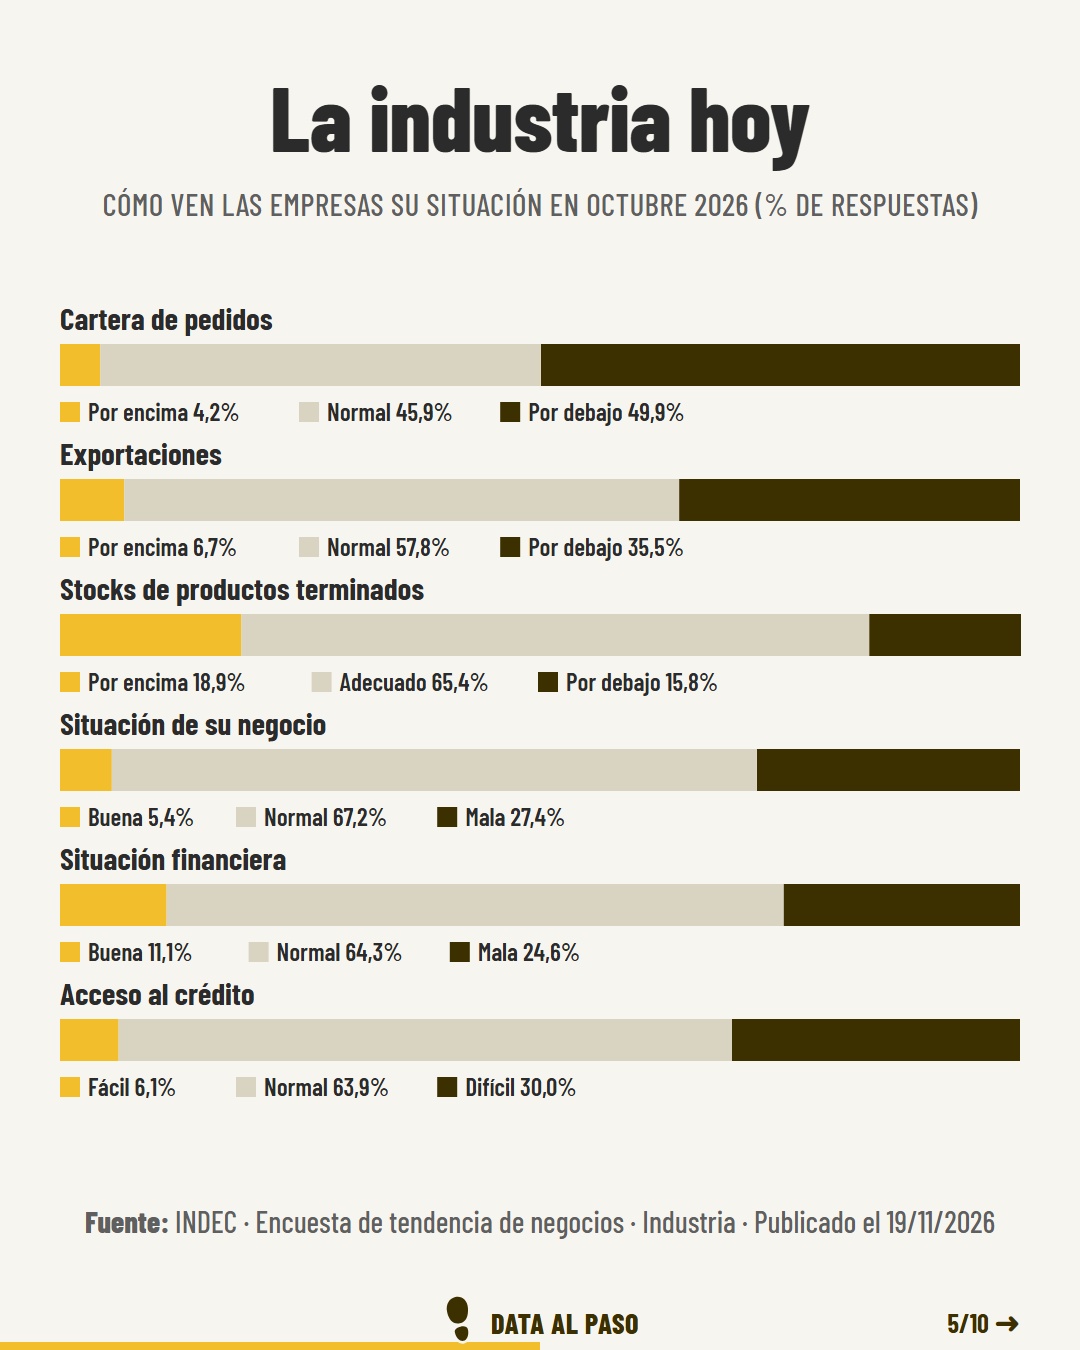 La industria hoy
CÓMO VEN LAS EMPRESAS SU SITUACIÓN EN OCTUBRE 2026 (% DE RESPUESTAS)
Cartera de pedidos
Por encima 4,2% Normal 45,9% Por debajo 49,9%
Exportaciones
Por encima 6,7% Normal 57,8% Por debajo 35,5%
Stocks de productos terminados
Por encima 18,9% Adecuado 65,4% Por debajo 15,8%
Situación de su negocio
Buena 5,4% Normal 67,2% Mala 27,4%
Situación financiera
Buena 11,1% Normal 64,3% Mala 24,6%
Acceso al crédito
Fácil 6,1% Normal 63,9% Difícil 30,0%
Fuente: INDEC · Encuesta de tendencia de negocios · Industria · Publicado el 19/11/2026
DATA AL PASO
5/10 →